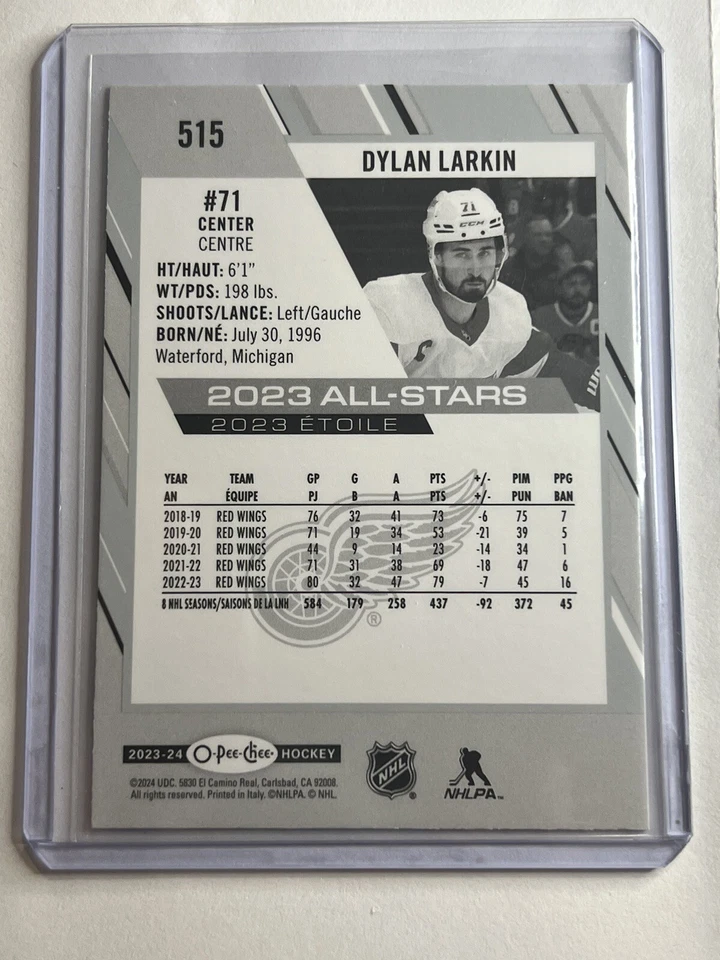 515
DYLAN LARKIN
#71
CENTER
CENTRE
HT/HAUT: 6'1"
WT/PDS: 198 lbs.
SHOOTS/LANCE: Left/Gauche
BORN/NÉ: July 30, 1996
Waterford, Michigan
71
CCM
C
C
2023 ALL-STARS
2023 ÉTOILE
YEAR TEAM GP G A PTS +/- PIM PPG
AN ÉQUIPE PJ B A PTS +/- PUN BAN
2018-19 RED WINGS 76 32 41 73 -6 75 7
2019-20 RED WINGS 71 19 34 53 -21 39 5
2020-21 RED WINGS 44 9 14 23 -14 34 1
2021-22 RED WINGS 71 31 38 69 -18 47 6
2022-23 RED WINGS 80 32 47 79 -7 45 16
8 NHL SEASONS/SAISONS DE LA LNH 584 179 258 437 -92 372 45
®
2023-24 O-Pee-Chee® HOCKEY
©2024 UDC. 5830 El Camino Real, Carlsbad, CA 92008.
All rights reserved. Printed in Italy. ©NHLPA. © NHL.
NHL ®
NHLPA™